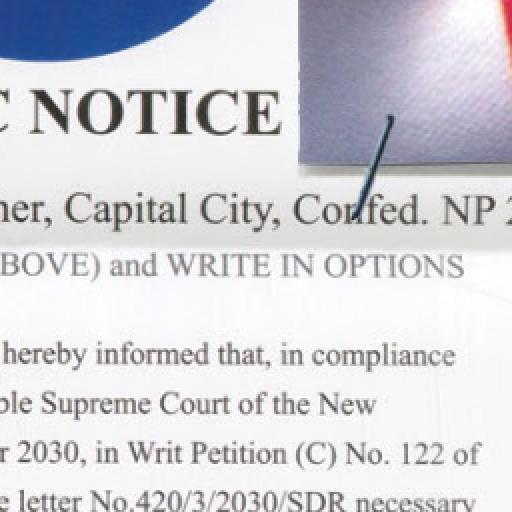 NOTICE
ner, Capital City, Confed. NP 2
BOVE) and WRITE IN OPTIONS
hereby informed that, in compliance
ble Supreme Court of the New
r 2030, in Writ Petition (C) No. 122 of
e letter No.420/3/2030/SDR necessary